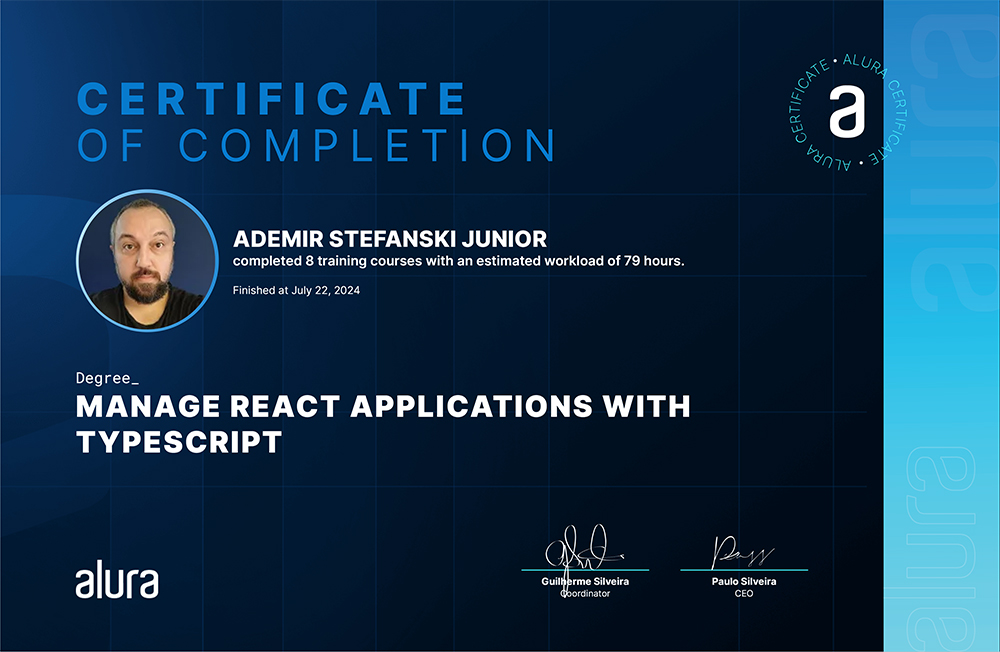 CERTIFICATE
OF COMPLETION
ALURA CERTIFICATE • ALURA CERTIFICATE •
a
ADEMIR STEFANSKI JUNIOR
completed 8 training courses with an estimated workload of 79 hours.
Finished at July 22, 2024
Degree_
MANAGE REACT APPLICATIONS WITH
TYPESCRIPT
alura
Guilherme Silveira
Coordinator
Paulo Silveira
CEO
alura
alura